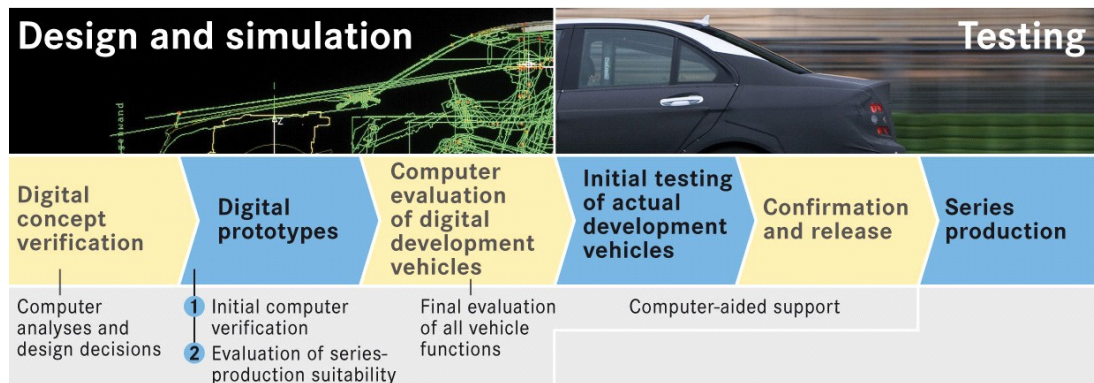 Design and simulation
Testing
Digital
concept
verification
Digital
prototypes
Computer
evaluation
of digital
development
vehicles
Initial testing
of actual
development
vehicles
Confirmation
and release
Series
production
Computer
analyses and
design decisions
1 Initial computer
verification
2 Evaluation of series-
production suitability
Final evaluation
of all vehicle
functions
Computer-aided support